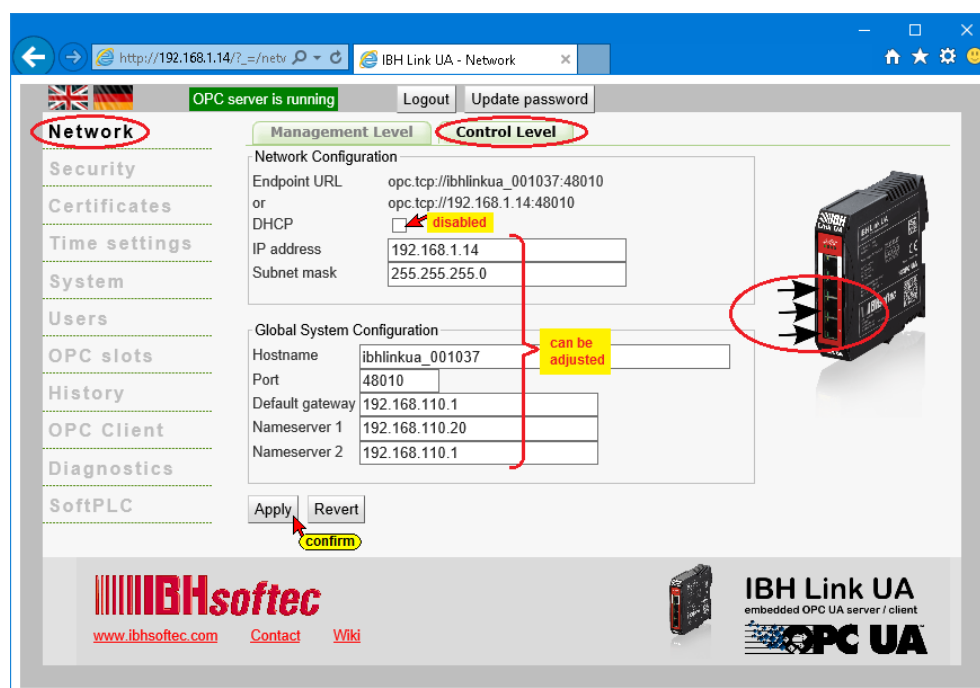 http://192.168.1.14/?_=/netv
IBH Link UA - Network
OPC server is running
Logout
Update password
Network
Security
Certificates
Time settings
System
Users
OPC slots
History
OPC Client
Diagnostics
SoftPLC
Management Level
Control Level
Network Configuration
Endpoint URL opc.tcp://ibhlinkua_001037:48010
or opc.tcp://192.168.1.14:48010
DHCP disabled
IP address 192.168.1.14
Subnet mask 255.255.255.0
Global System Configuration
Hostname ibhlinkua_001037
Port 48010
Default gateway 192.168.110.1
Nameserver 1 192.168.110.20
Nameserver 2 192.168.110.1
can be
adjusted
Apply
Revert
confirm
IBHsoftec
www.ibhsoftec.com
Contact
Wiki
IBH Link UA
embedded OPC UA server / client
OPC UA